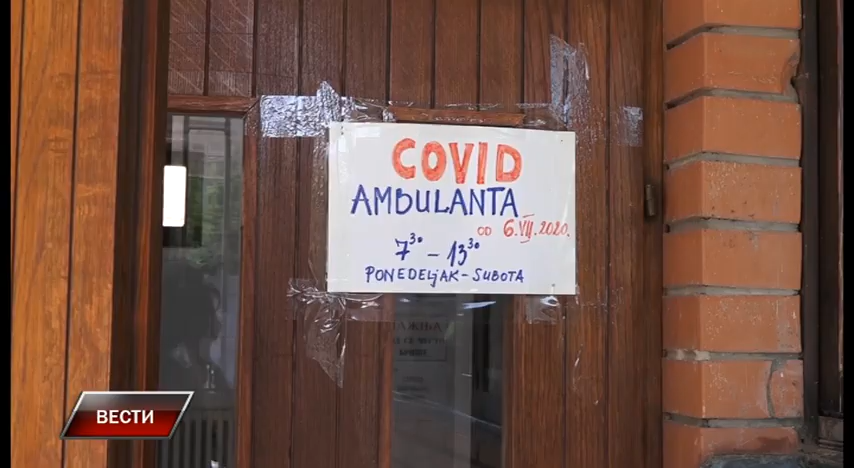 COVID
AMBULANTA
OD 6.VII.2020.
7³⁰ - 13³⁰
PONEDELjAK - SUBOTA
ВЕСТИ